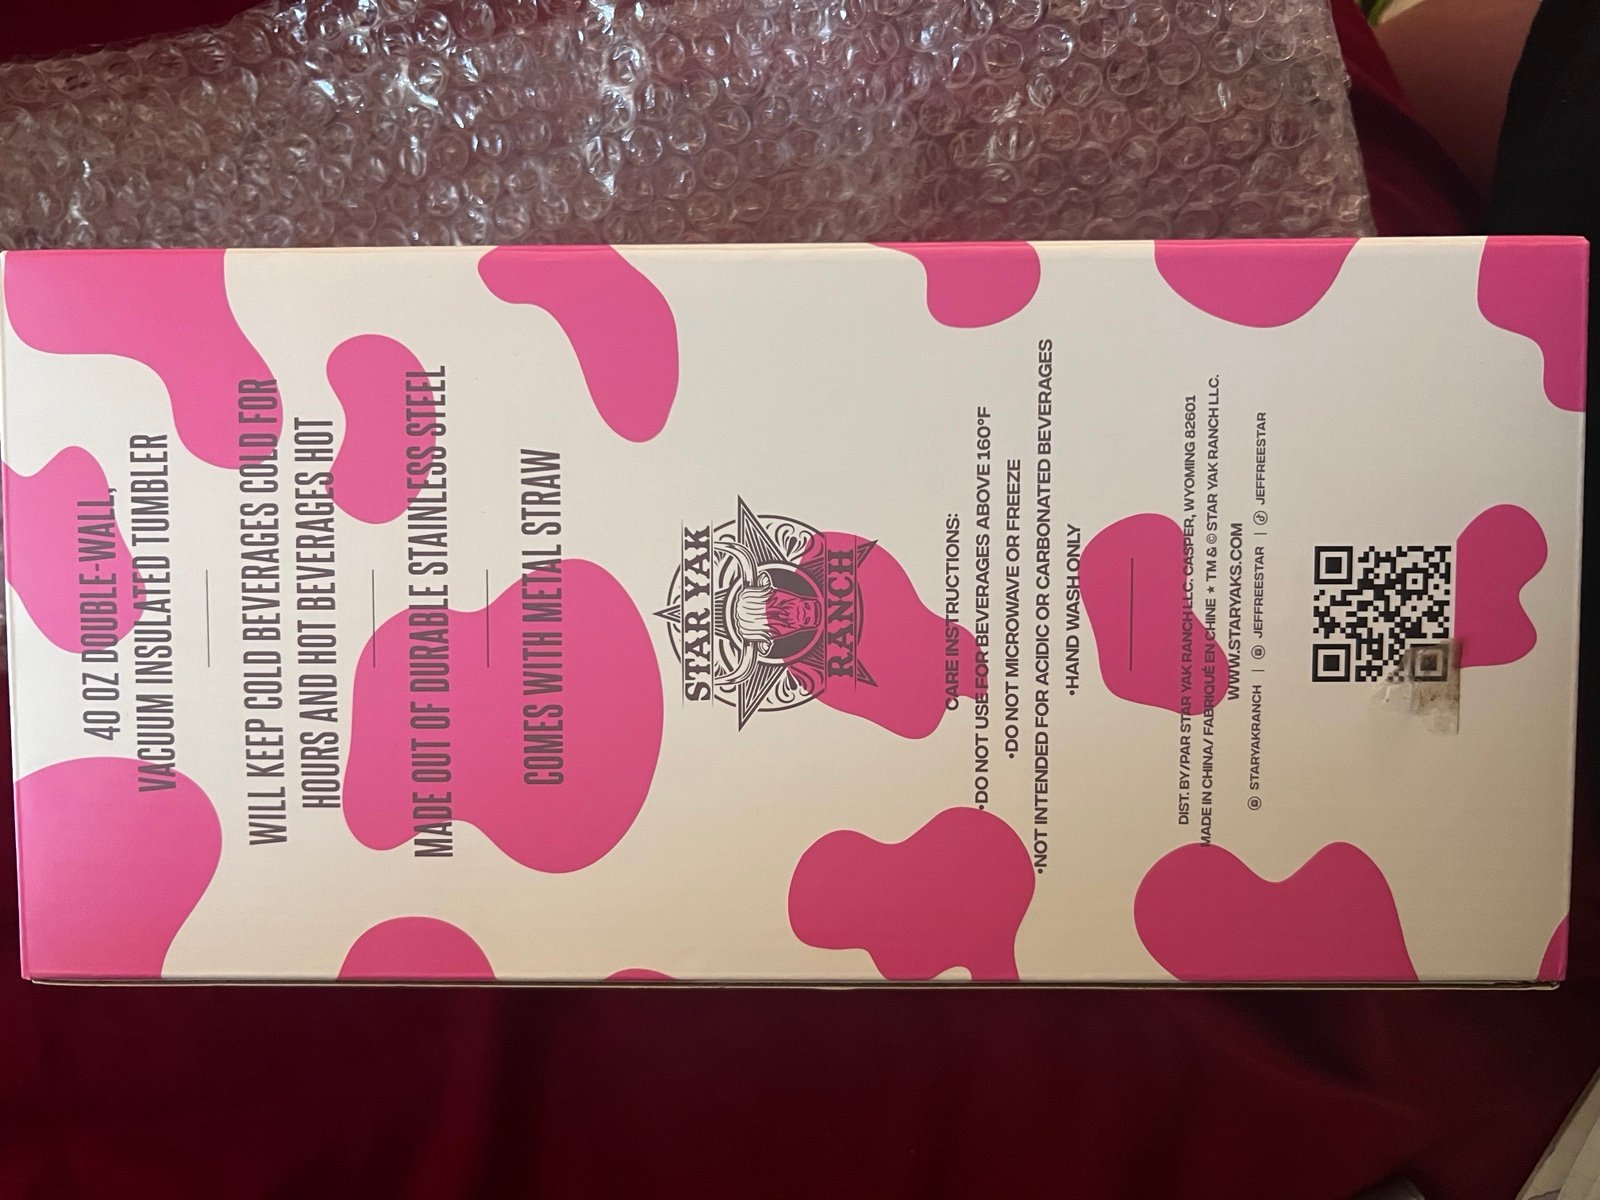 40 OZ DOUBLE-WALL,
VACUUM INSULATED TUMBLER
WILL KEEP COLD BEVERAGES COLD FOR
HOURS AND HOT BEVERAGES HOT
MADE OUT OF DURABLE STAINLESS STEEL
COMES WITH METAL STRAW
STAR YAK
RANCH
CARE INSTRUCTIONS:
•DO NOT USE FOR BEVERAGES ABOVE 160°F
•DO NOT MICROWAVE OR FREEZE
•NOT INTENDED FOR ACIDIC OR CARBONATED BEVERAGES
•HAND WASH ONLY
DIST. BY/PAR STAR YAK RANCH LLC. CASPER, WYOMING 82601
MADE IN CHINA/ FABRIQUÉ EN CHINE ★ TM & © STAR YAK RANCH LLC.
WWW.STARYAKS.COM
STARYAKRANCH | JEFFREESTAR | JEFFREESTAR